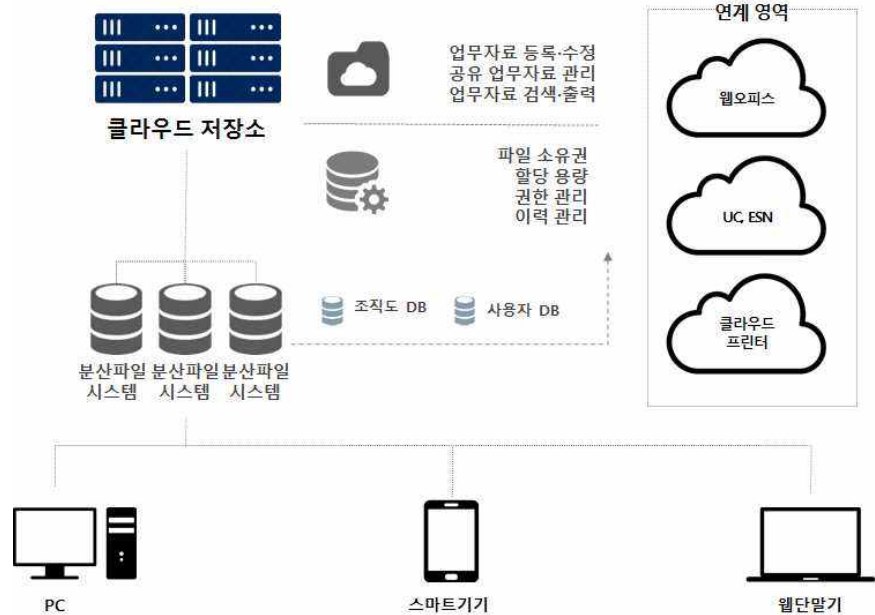 연계 영역
업무자료 등록·수정
공유 업무자료 관리
업무자료 검색·출력
클라우드 저장소
웹오피스
파일 소유권
할당 용량
권한 관리
이력 관리
UC, ESN
조직도 DB
사용자 DB
클라우드
프린터
분산파일 분산파일 분산파일
시스템 시스템 시스템
PC
스마트기기
웹단말기